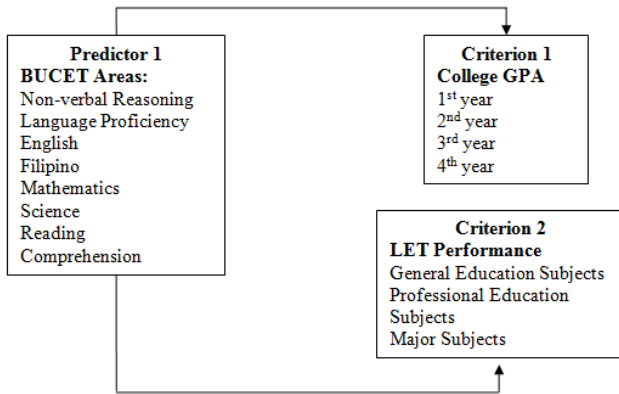 Predictor 1
BUCET Areas:
Non-verbal Reasoning
Language Proficiency
English
Filipino
Mathematics
Science
Reading
Comprehension
Criterion 1
College GPA
1st year
2nd year
3rd year
4th year
Criterion 2
LET Performance
General Education Subjects
Professional Education
Subjects
Major Subjects